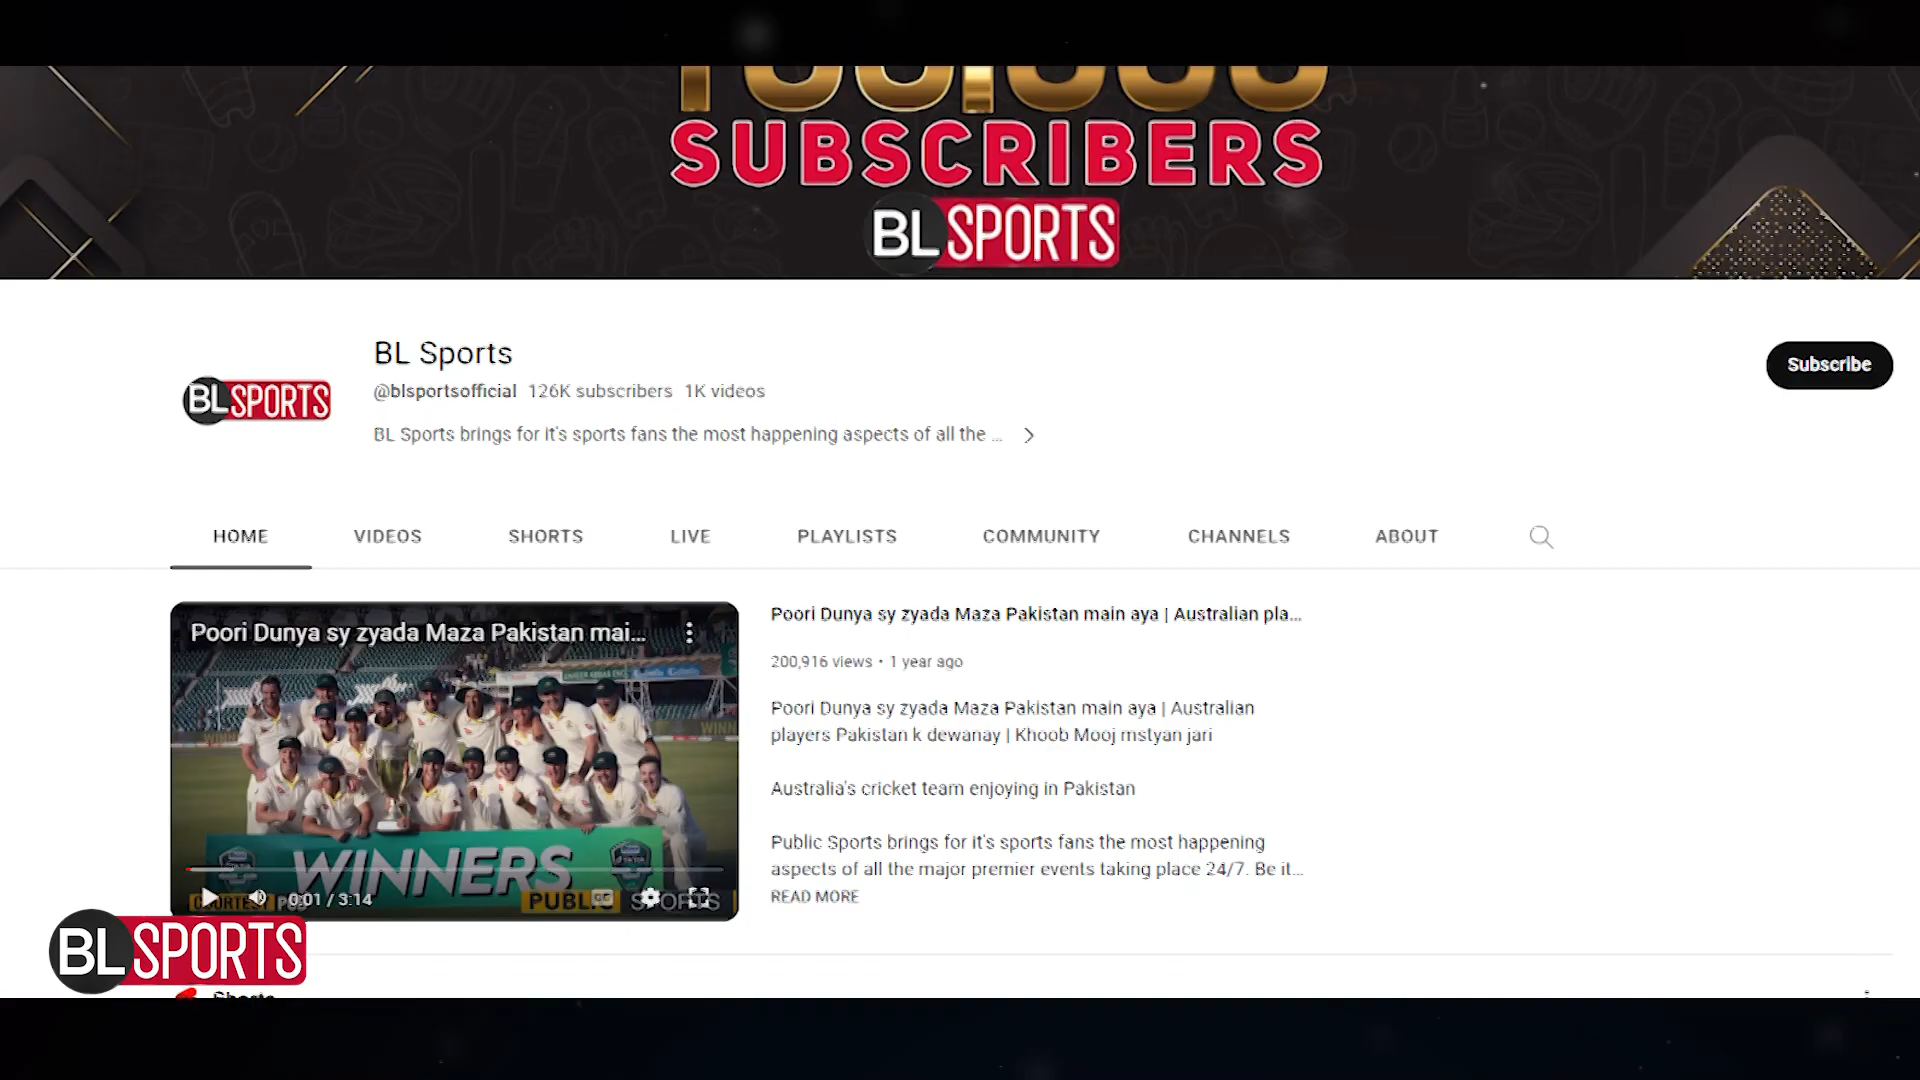 SUBSCRIBERS
BL SPORTS
BL Sports
@blsportsofficial 126K subscribers 1K videos
BL Sports brings for it's sports fans the most happening aspects of all the ...
Subscribe
BL SPORTS
HOME VIDEOS SHORTS LIVE PLAYLISTS COMMUNITY CHANNELS ABOUT
Poori Dunya sy zyada Maza Pakistan mai...
WINNERS
0:01 / 3:14
COURTESY
PUBLIC SPORTS
Poori Dunya sy zyada Maza Pakistan main aya | Australian pla...
200,916 views • 1 year ago
Poori Dunya sy zyada Maza Pakistan main aya | Australian
players Pakistan k dewanay | Khoob Mooj mstyan jari
Australia's cricket team enjoying in Pakistan
Public Sports brings for it's sports fans the most happening
aspects of all the major premier events taking place 24/7. Be it...
READ MORE
BL SPORTS
Shorts